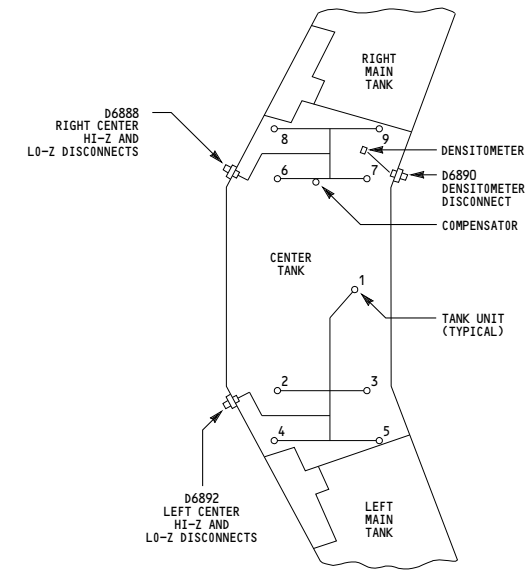 RIGHT
MAIN
TANK
D6888
RIGHT CENTER
HI-Z AND
LO-Z DISCONNECTS
8
9
DENSITOMETER
6
7
D6890
DENSITOMETER
DISCONNECT
COMPENSATOR
CENTER
TANK
1
TANK UNIT
(TYPICAL)
2
3
4
5
D6892
LEFT CENTER
HI-Z AND
LO-Z DISCONNECTS
LEFT
MAIN
TANK